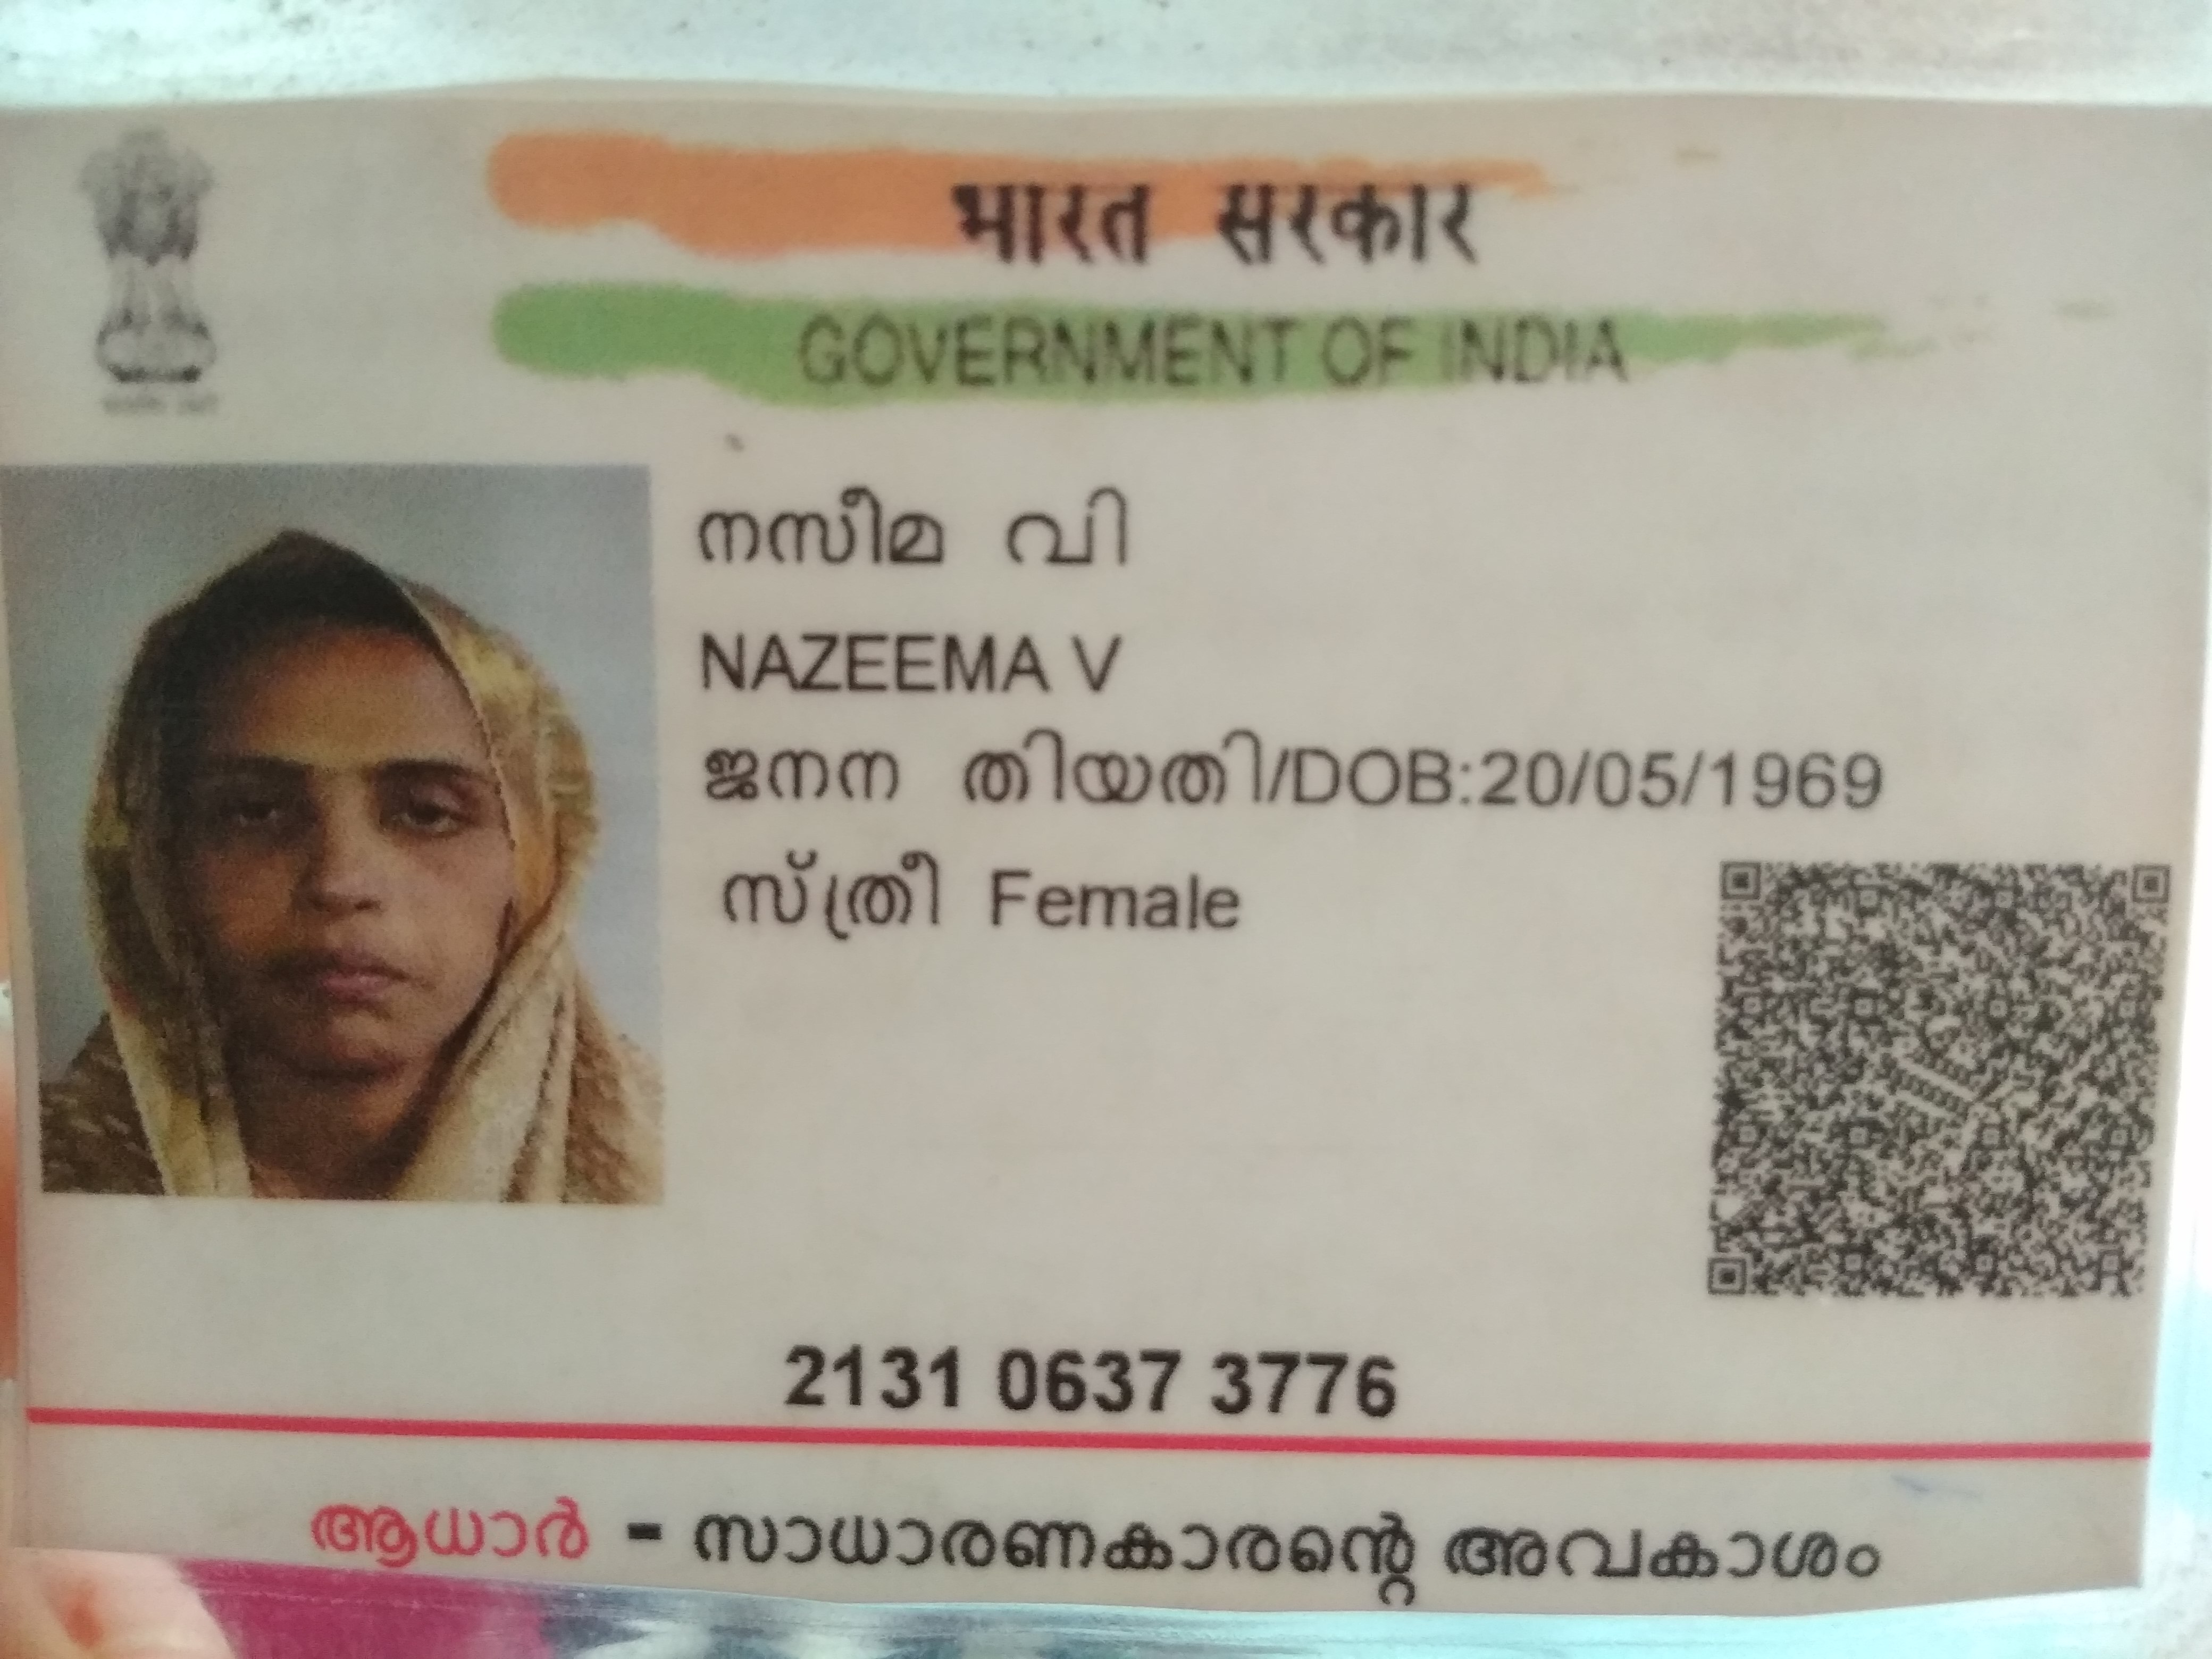 भारत सरकार
GOVERNMENT OF INDIA
നസീമ വി
NAZEEMA V
ജനന തിയതി/DOB:20/05/1969
സ്ത്രീ Female
2131 0637 3776
ആധാർ - സാധാരണകാരന്റെ അവകാശം